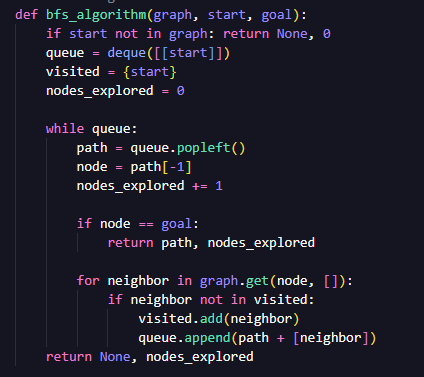 def bfs_algorithm(graph, start, goal):
    if start not in graph: return None, 0
    queue = deque([[start]])
    visited = {start}
    nodes_explored = 0

    while queue:
        path = queue.popleft()
        node = path[-1]
        nodes_explored += 1

        if node == goal:
            return path, nodes_explored

        for neighbor in graph.get(node, []):
            if neighbor not in visited:
                visited.add(neighbor)
                queue.append(path + [neighbor])
    return None, nodes_explored